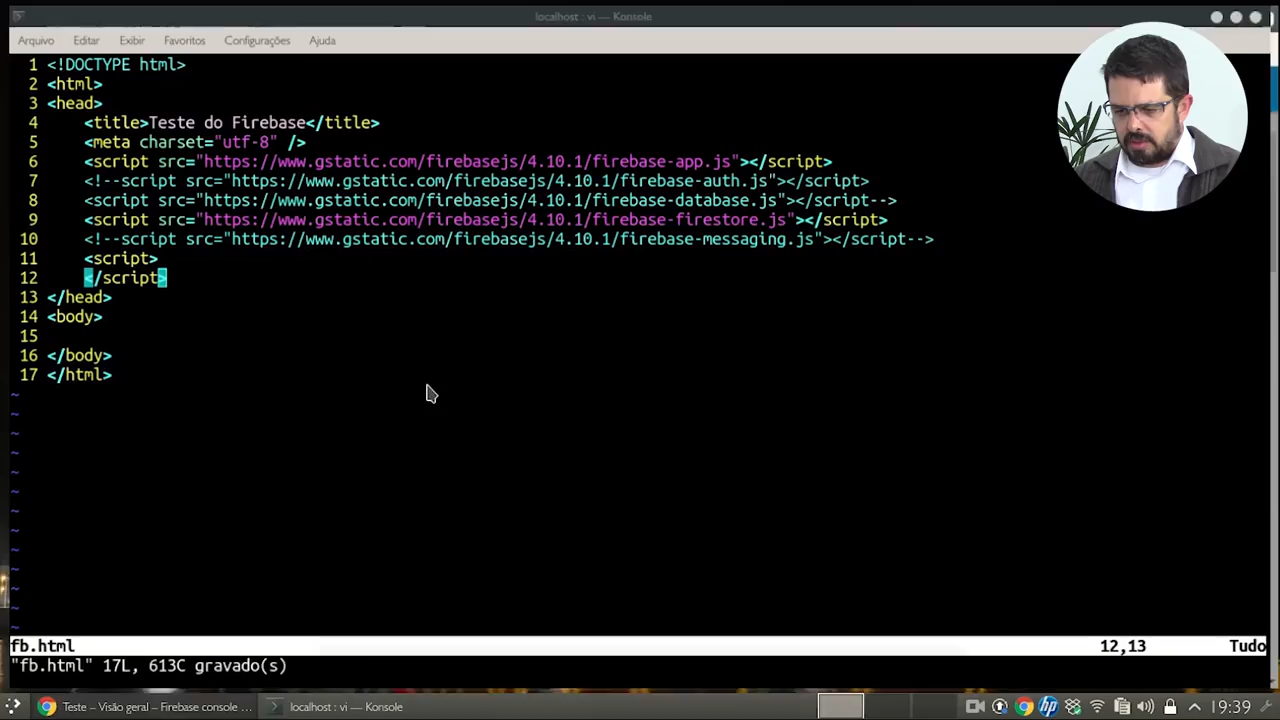 localhost : vi — Konsole
Arquivo Editar Exibir Favoritos Configurações Ajuda
1 <!DOCTYPE html>
2 <html>
3 <head>
4     <title>Teste do Firebase</title>
5     <meta charset="utf-8" />
6     <script src="https://www.gstatic.com/firebasejs/4.10.1/firebase-app.js"></script>
7     <!--script src="https://www.gstatic.com/firebasejs/4.10.1/firebase-auth.js"></script>
8     <script src="https://www.gstatic.com/firebasejs/4.10.1/firebase-database.js"></script-->
9     <script src="https://www.gstatic.com/firebasejs/4.10.1/firebase-firestore.js"></script>
10     <!--script src="https://www.gstatic.com/firebasejs/4.10.1/firebase-messaging.js"></script-->
11     <script>
12     </script>
13 </head>
14 <body>
15
16 </body>
17 </html>
~
~
~
~
~
~
~
~
~
~
~
~
~
fb.html 12,13 Tudo
"fb.html" 17L, 613C gravado(s)
Teste – Visão geral – Firebase console ... localhost : vi — Konsole hp 19:39